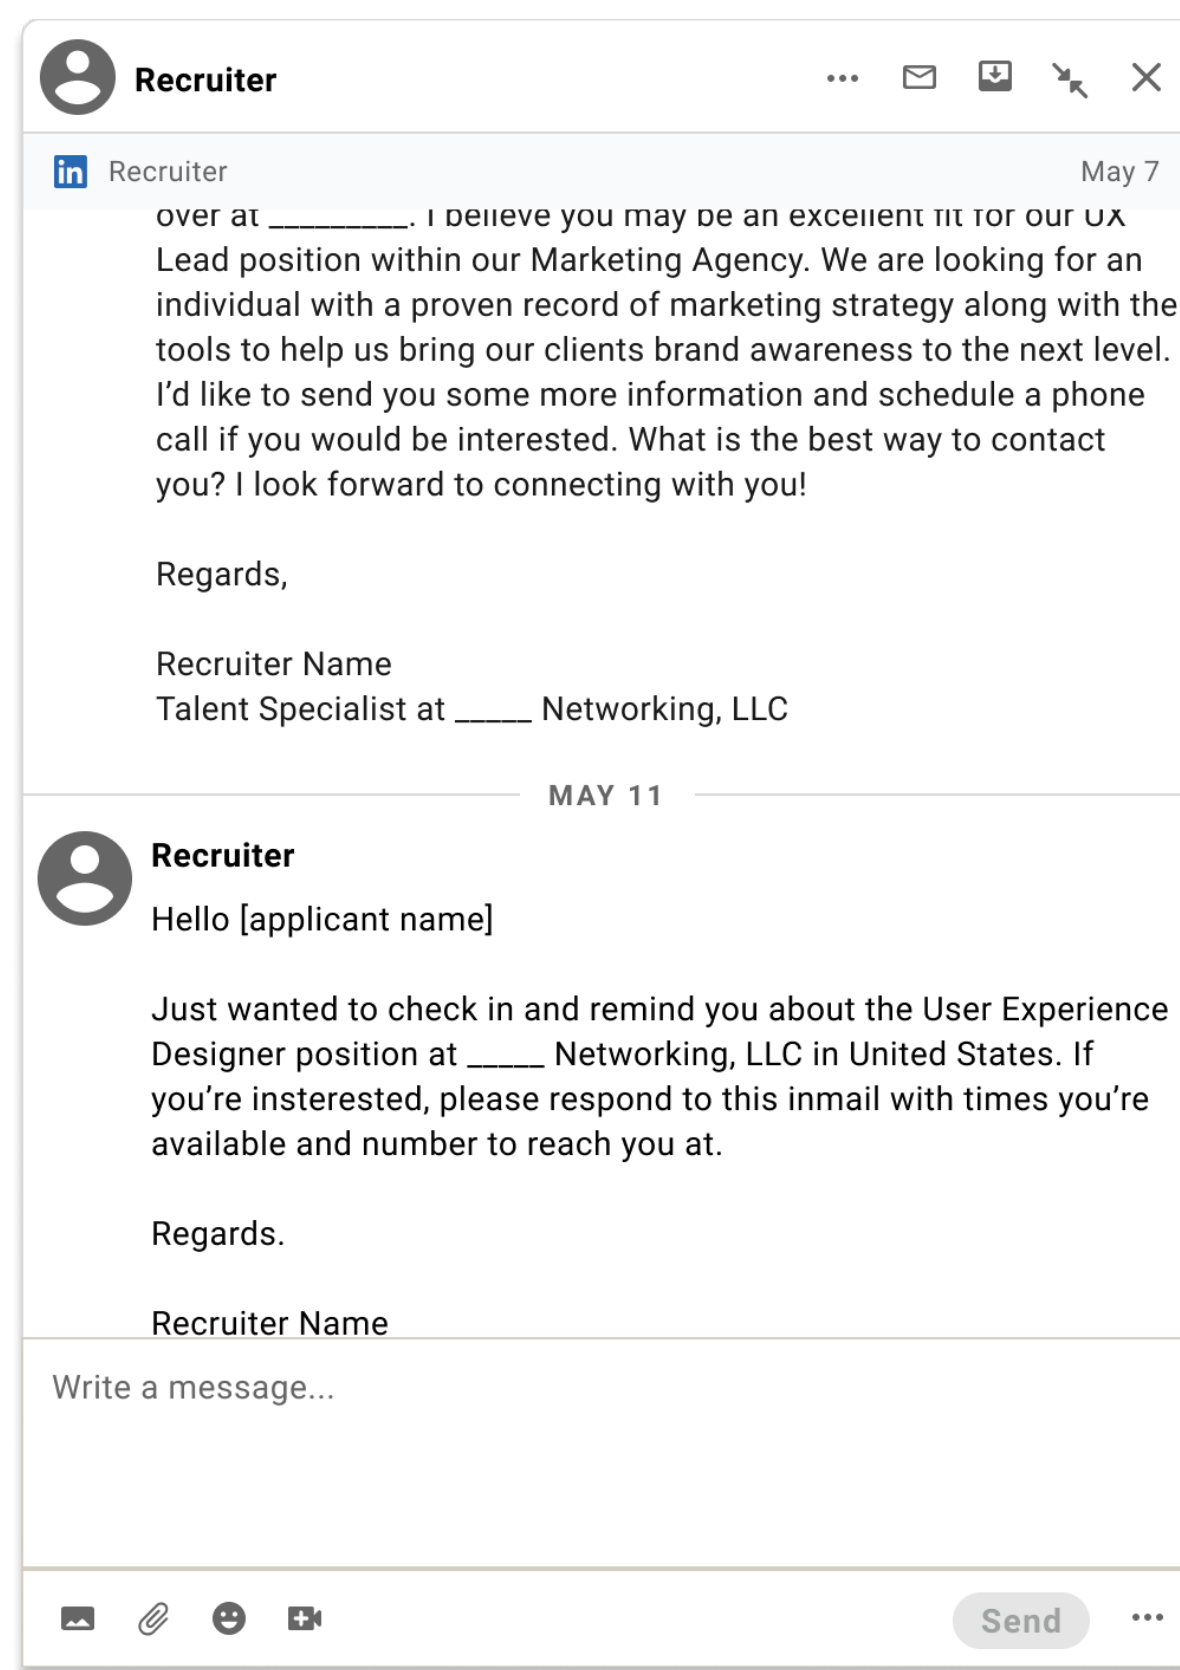 Recruiter
in Recruiter May 7
over at _________. I believe you may be an excellent fit for our UX
Lead position within our Marketing Agency. We are looking for an
individual with a proven record of marketing strategy along with the
tools to help us bring our clients brand awareness to the next level.
I’d like to send you some more information and schedule a phone
call if you would be interested. What is the best way to contact
you? I look forward to connecting with you!
Regards,
Recruiter Name
Talent Specialist at _____ Networking, LLC
MAY 11
Recruiter
Hello [applicant name]
Just wanted to check in and remind you about the User Experience
Designer position at _____ Networking, LLC in United States. If
you’re insterested, please respond to this inmail with times you’re
available and number to reach you at.
Regards.
Recruiter Name
Write a message...
Send